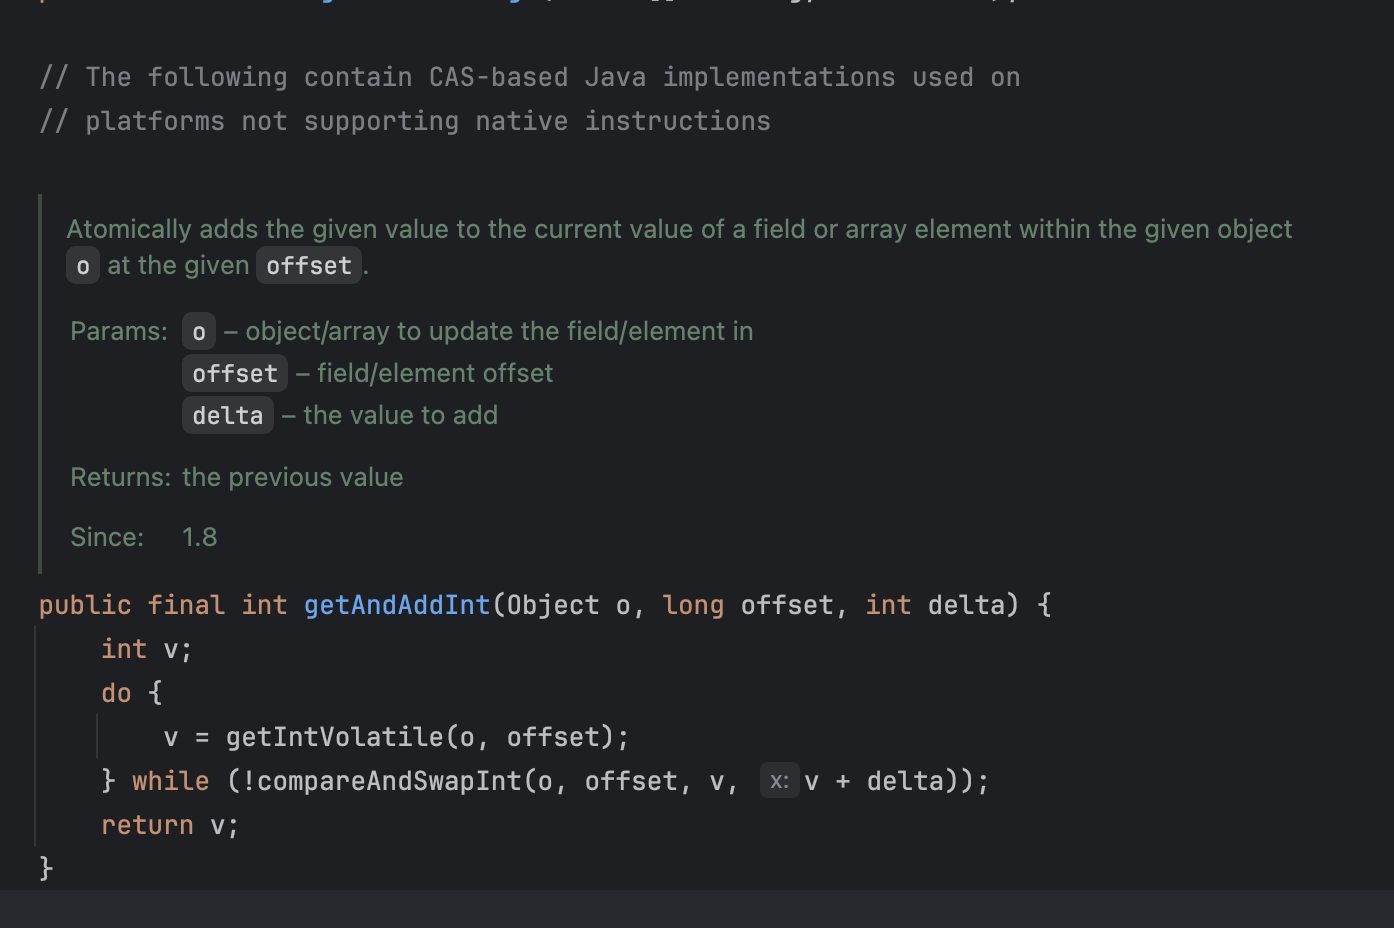 // The following contain CAS-based Java implementations used on
// platforms not supporting native instructions
Atomically adds the given value to the current value of a field or array element within the given object
o at the given offset.
Params: o – object/array to update the field/element in
offset – field/element offset
delta – the value to add
Returns: the previous value
Since: 1.8
public final int getAndAddInt(Object o, long offset, int delta) {
    int v;
    do {
        v = getIntVolatile(o, offset);
    } while (!compareAndSwapInt(o, offset, v, x: v + delta));
    return v;
}